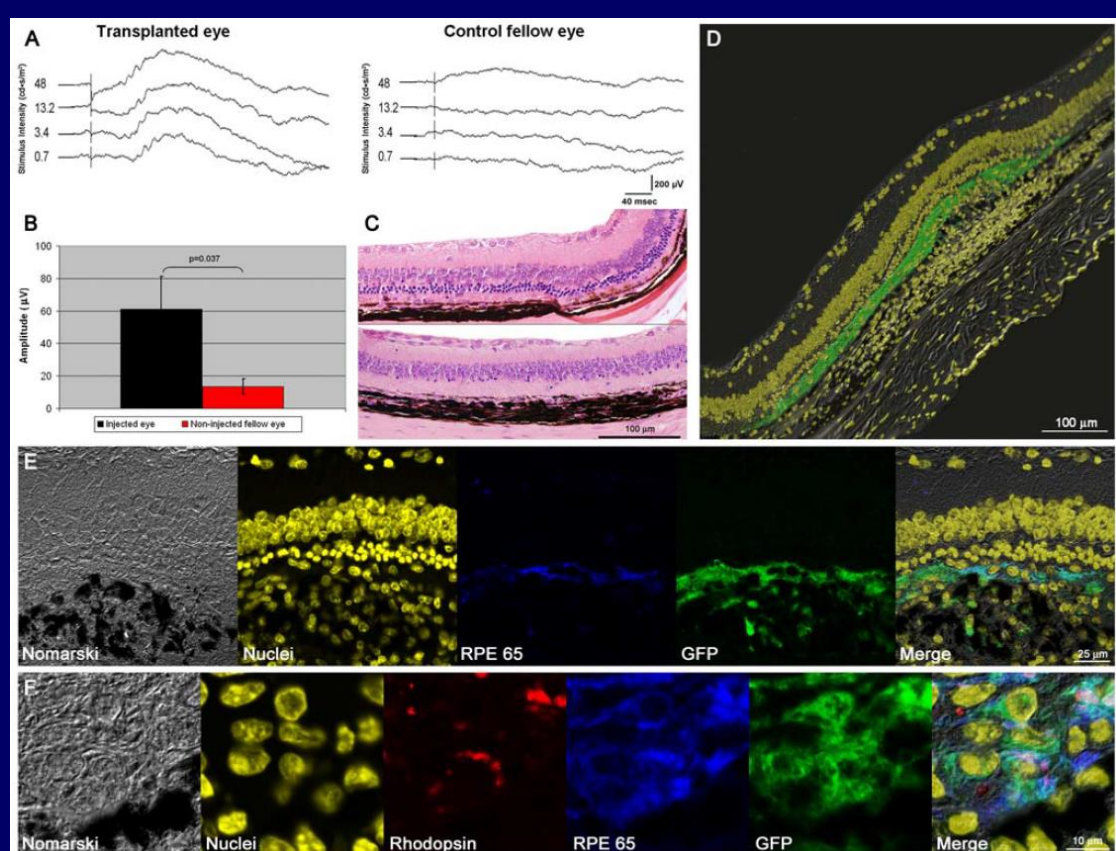 A
Transplanted eye
Control fellow eye
Stimulus Intensity (cd-s/m²)
48
13.2
3.4
0.7
Stimulus Intensity (cd-s/m²)
48
13.2
3.4
0.7
200 µV
40 msec
B
100
80
60
40
20
0
Amplitude ( µV)
p=0.037
Injected eye
Non-injected fellow eye
C
100 µm
D
100 µm
E
Nomarski
Nuclei
RPE 65
GFP
Merge
25 µm
F
Nomarski
Nuclei
Rhodopsin
RPE 65
GFP
Merge
10 µm